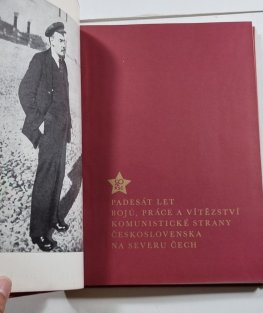 PADESÁT LET
BOJŮ, PRÁCE A VÍTĚZSTVÍ
KOMUNISTICKÉ STRANY
ČESKOSLOVENSKA
NA SEVERU ČECH